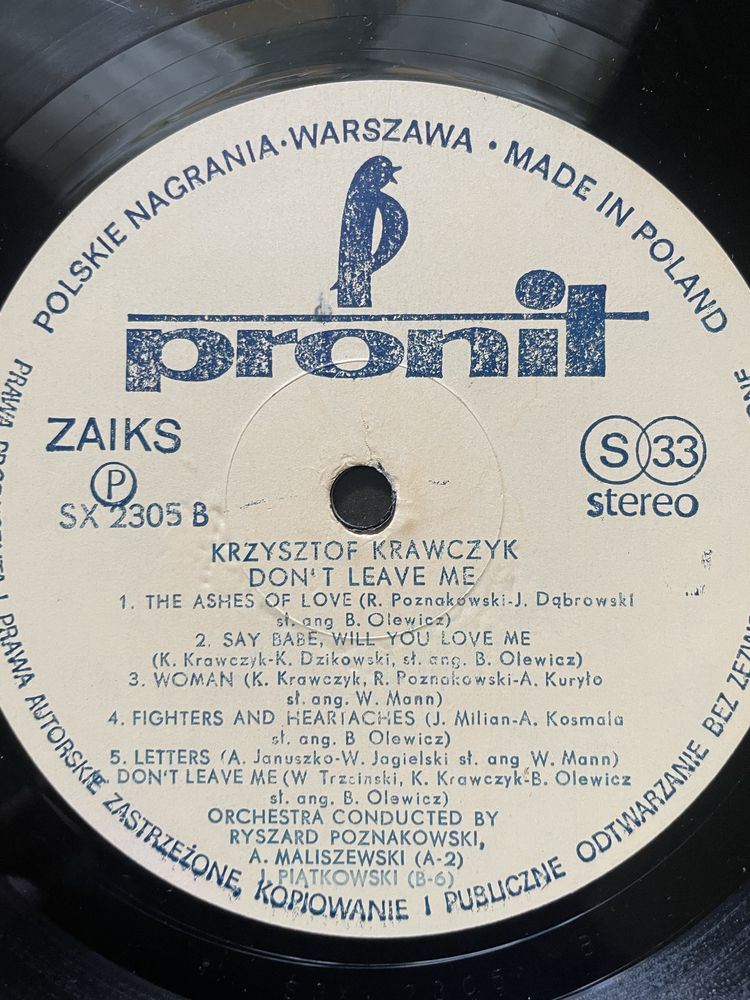 POLSKIE NAGRANIA · WARSZAWA · MADE IN POLAND
pronit
ZAIKS
P
SX 2305 B
S 33
stereo
KRZYSZTOF KRAWCZYK
DON'T LEAVE ME
1. THE ASHES OF LOVE (R. Poznakowski-J. Dąbrowski
sł. ang B. Olewicz)
2. SAY BABE, WILL YOU LOVE ME
(K. Krawczyk-K. Dzikowski, sł. ang. B. Olewicz)
3. WOMAN (K. Krawczyk, R. Poznakowski-A. Kuryło
sł. ang. W. Mann)
4. FIGHTERS AND HEARTACHES (J. Milian-A. Kosmala
sł. ang. B Olewicz)
5. LETTERS (A. Januszko-W. Jagielski sł. ang W. Mann)
DON'T LEAVE ME (W Trzciński, K. Krawczyk-B. Olewicz
sł. ang. B. Olewicz)
ORCHESTRA CONDUCTED BY
RYSZARD POZNAKOWSKI,
A. MALISZEWSKI (A-2)
J. PIĄTKOWSKI (B-6)
PRAWA PRODUCENTA I PRAWA AUTORSKIE ZASTRZEŻONE, KOPIOWANIE I PUBLICZNE ODTWARZANIE BEZ